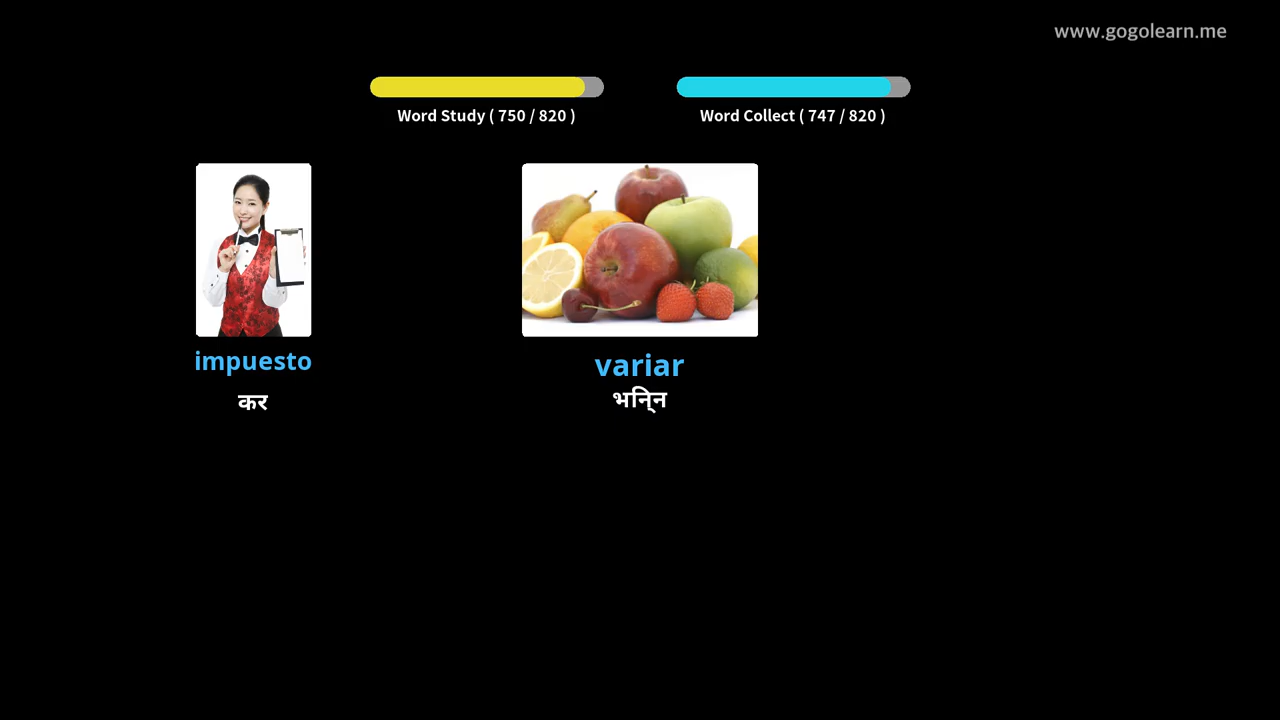 www.gogolearn.me
Word Study ( 750 / 820 )
Word Collect ( 747 / 820 )
impuesto
कर
variar
भिन्न